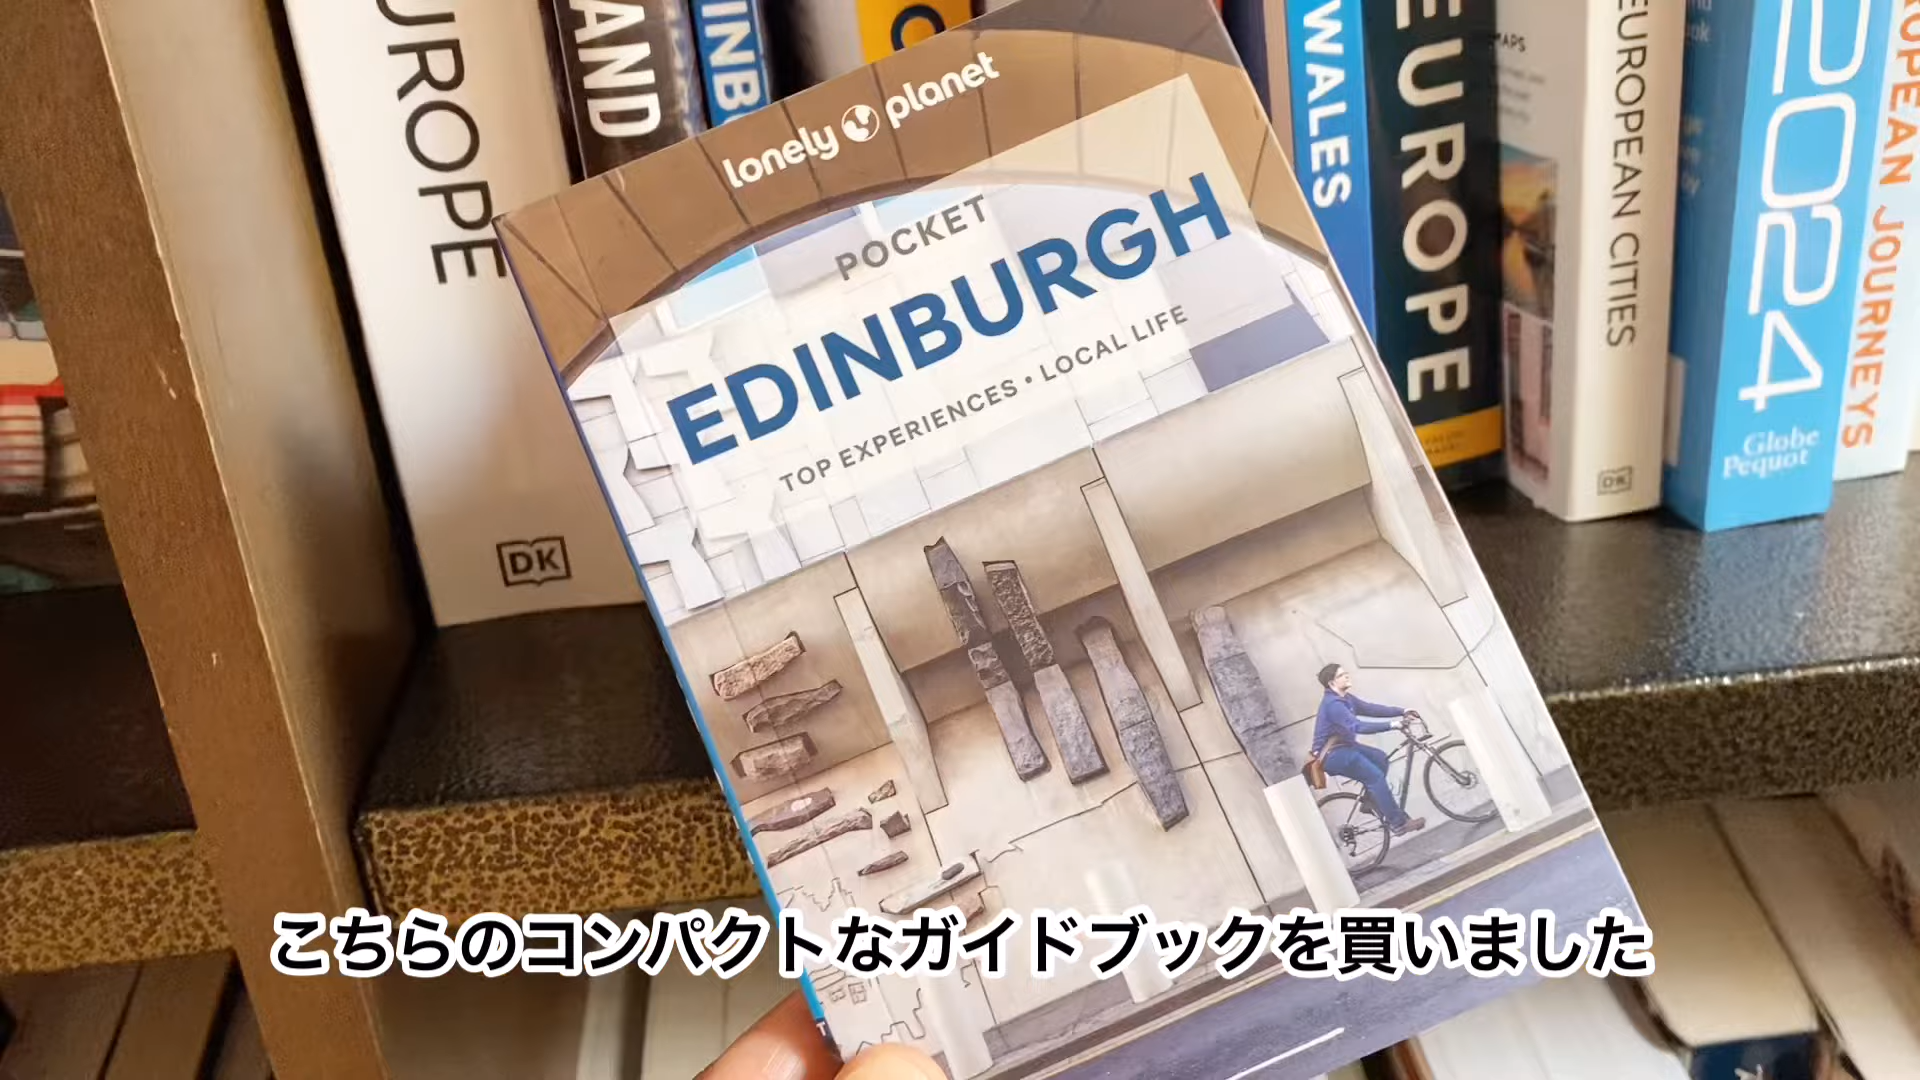 lonely planet
POCKET
EDINBURGH
TOP EXPERIENCES • LOCAL LIFE
UROPE
DK
AND
INB
WALES
EUROPE
MAPS
EUROPEAN CITIES
DK
2024
Globe
Pequot
ROPEAN JOURNEYS
こちらのコンパクトなガイドブックを買いました